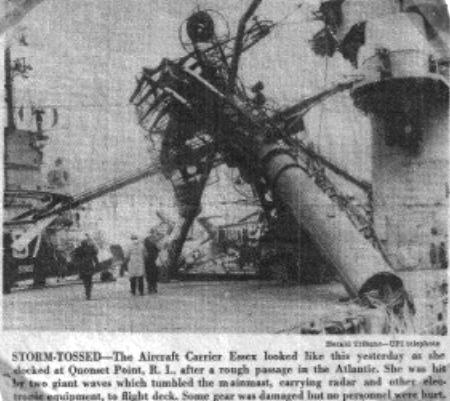 Herald Tribune—UPI telephoto
STORM-TOSSED—The Aircraft Carrier Essex looked like this yesterday as she
docked at Quonset Point, R. I., after a rough passage in the Atlantic. She was hit
by two giant waves which tumbled the mainmast, carrying radar and other elec-
tronic equipment, to flight deck. Some gear was damaged but no personnel were hurt.